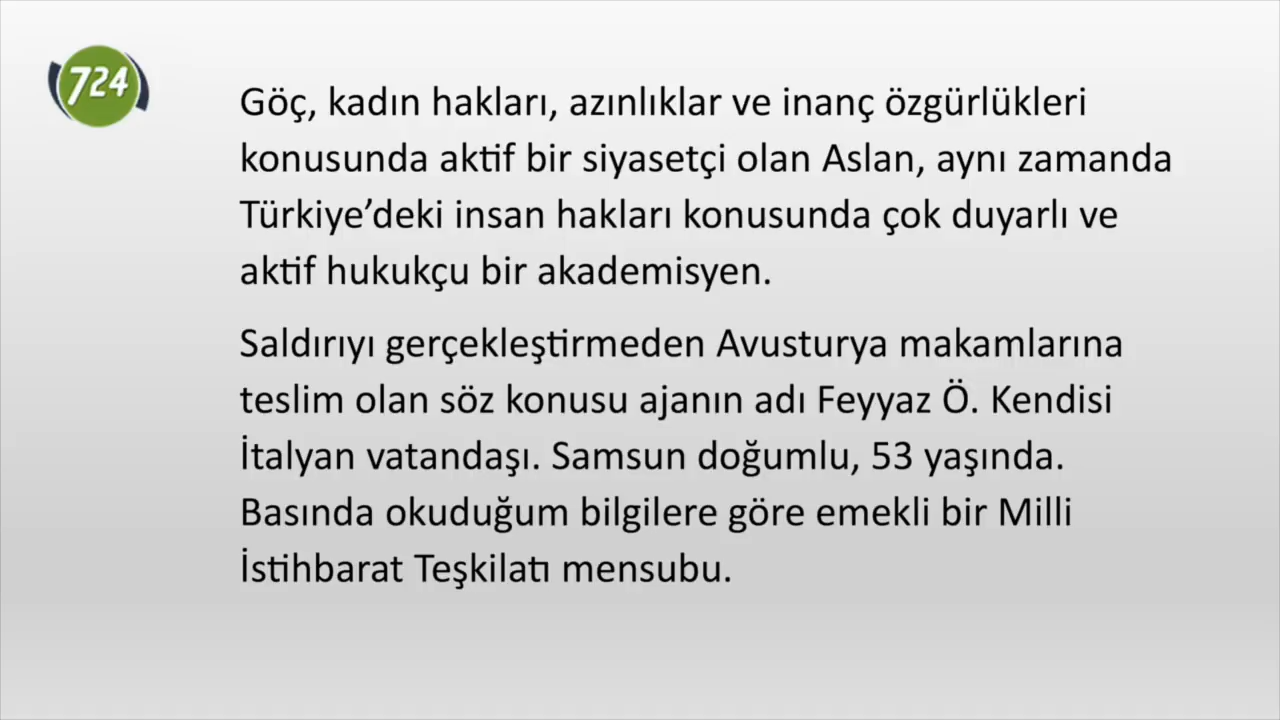 724
Göç, kadın hakları, azınlıklar ve inanç özgürlükleri
konusunda aktif bir siyasetçi olan Aslan, aynı zamanda
Türkiye’deki insan hakları konusunda çok duyarlı ve
aktif hukukçu bir akademisyen.
Saldırıyı gerçekleştirmeden Avusturya makamlarına
teslim olan söz konusu ajanın adı Feyyaz Ö. Kendisi
İtalyan vatandaşı. Samsun doğumlu, 53 yaşında.
Basında okuduğum bilgilere göre emekli bir Milli
İstihbarat Teşkilatı mensubu.